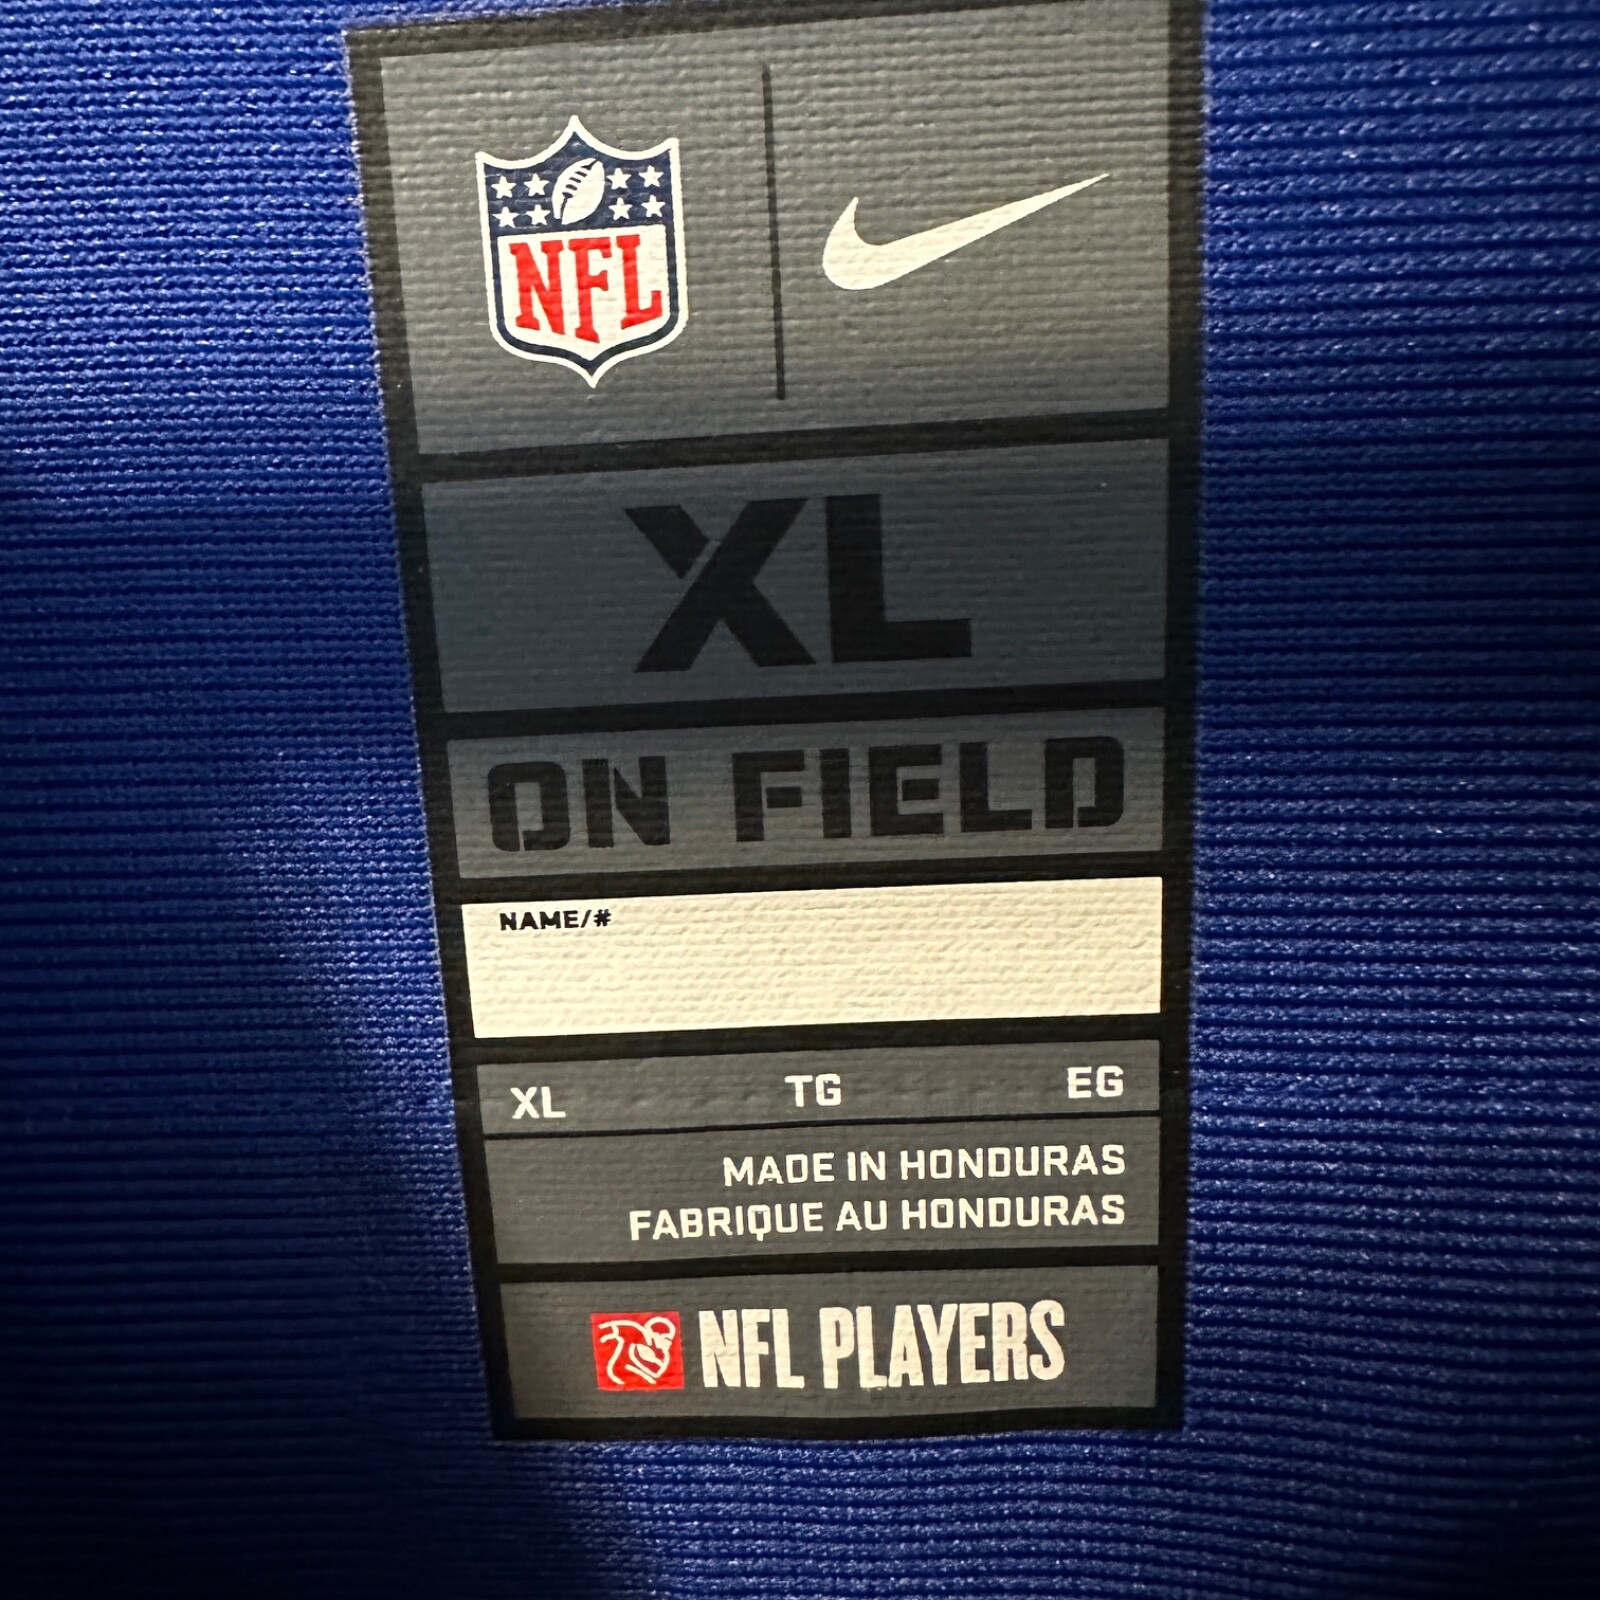 NFL
XL
ON FIELD
NAME/#
XL TG EG
MADE IN HONDURAS
FABRIQUE AU HONDURAS
NFL PLAYERS